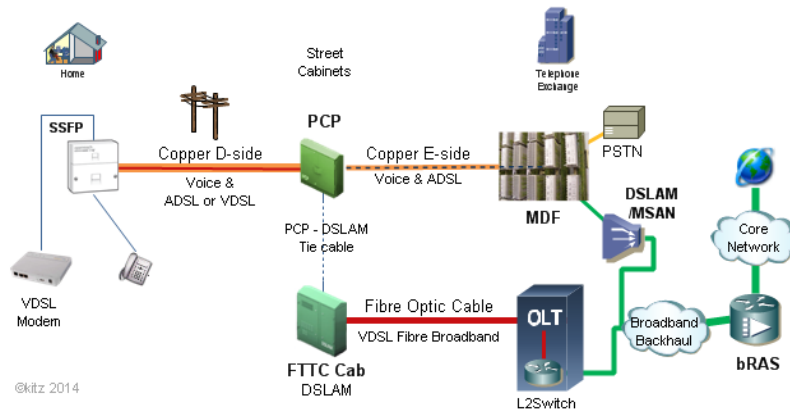 Home
Street
Cabinets
Telephone
Exchange
SSFP
PCP
PSTN
Copper D-side
Voice &
ADSL or VDSL
Copper E-side
Voice & ADSL
MDF
DSLAM
/MSAN
Core
Network
PCP - DSLAM
Tie cable
VDSL
Modem
Fibre Optic Cable
VDSL Fibre Broadband
OLT
Broadband
Backhaul
bRAS
FTTC Cab
DSLAM
L2Switch
©kitz 2014